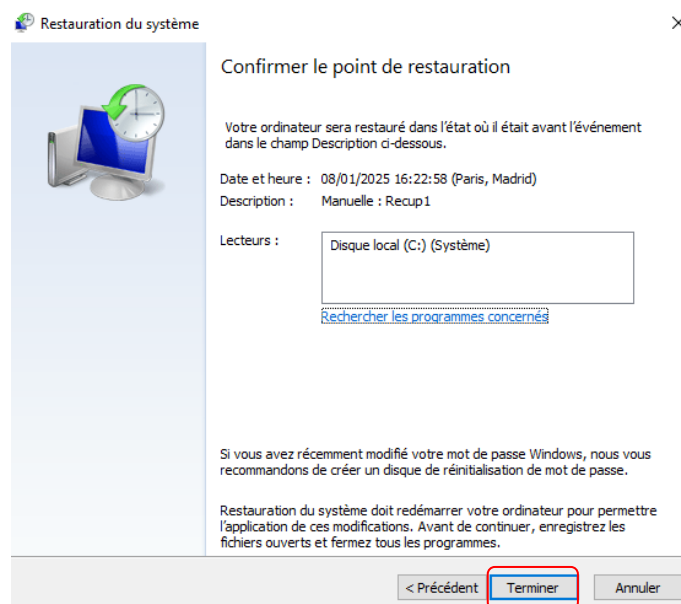 Restauration du système
Confirmer le point de restauration
Votre ordinateur sera restauré dans l'état où il était avant l'événement
dans le champ Description ci-dessous.
Date et heure : 08/01/2025 16:22:58 (Paris, Madrid)
Description : Manuelle : Recup1
Lecteurs : Disque local (C:) (Système)
Rechercher les programmes concernés
Si vous avez récemment modifié votre mot de passe Windows, nous vous
recommandons de créer un disque de réinitialisation de mot de passe.
Restauration du système doit redémarrer votre ordinateur pour permettre
l'application de ces modifications. Avant de continuer, enregistrez les
fichiers ouverts et fermez tous les programmes.
< Précédent Terminer Annuler